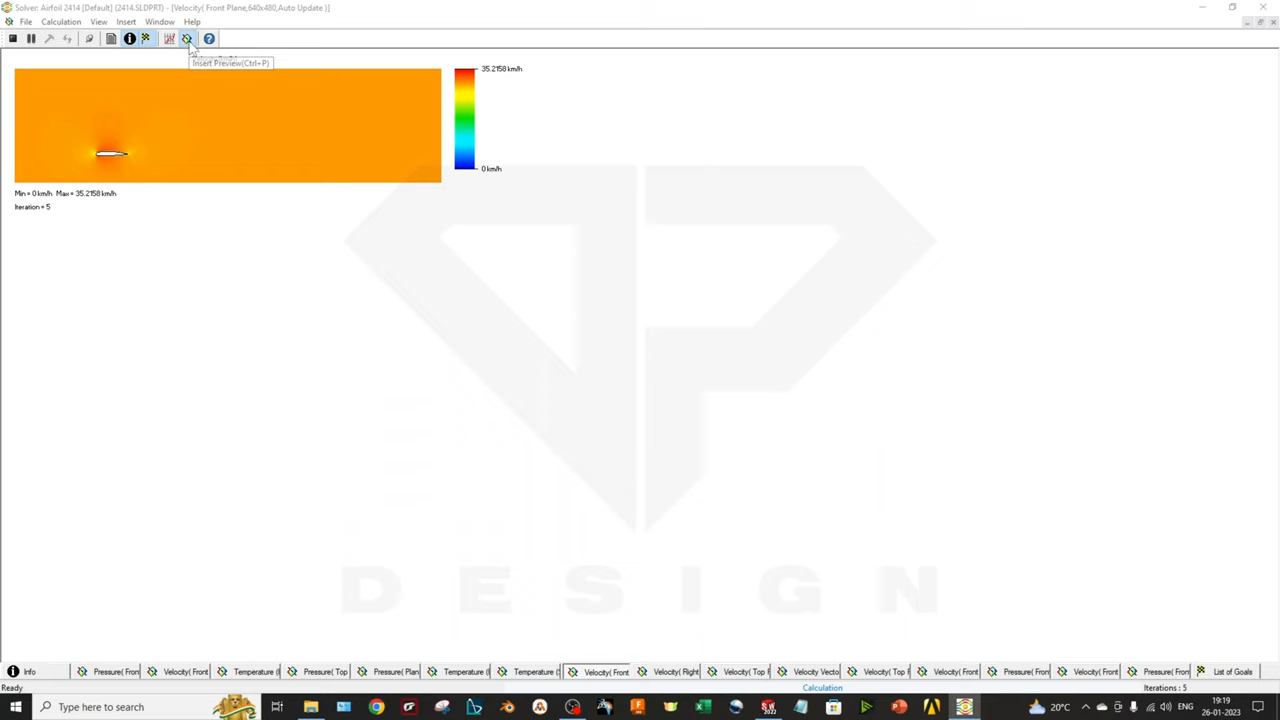 Solver: Airfoil 2414 [Default] (2414.SLDPRT) - [Velocity( Front Plane,640x480,Auto Update )]
File Calculation View Insert Window Help
Insert Preview(Ctrl+P)
35.2158 km/h
0 km/h
Min = 0 km/h Max = 35.2158 km/h
Iteration = 5
DESIGN
Info Pressure( Fron Velocity( Front Temperature (I Pressure( Top Pressure( Plan Temperature (I Temperature (T Velocity( Front Velocity( Right Velocity( Top F Velocity Vecto Velocity( Top F Velocity( Front Pressure( Fron Velocity( Front Pressure( Fron List of Goals
Ready Calculation Iterations : 5
Type here to search 20°C ENG 19:19
26-01-2023